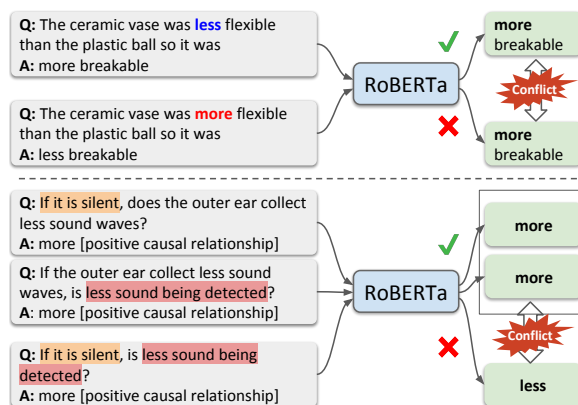 Q: The ceramic vase was less flexible
than the plastic ball so it was
A: more breakable
Q: The ceramic vase was more flexible
than the plastic ball so it was
A: less breakable
RoBERTa
more
breakable
Conflict
more
breakable
Q: If it is silent, does the outer ear collect
less sound waves?
A: more [positive causal relationship]
Q: If the outer ear collect less sound
waves, is less sound being detected?
A: more [positive causal relationship]
Q: If it is silent, is less sound being
detected?
A: more [positive causal relationship]
RoBERTa
more
more
Conflict
less